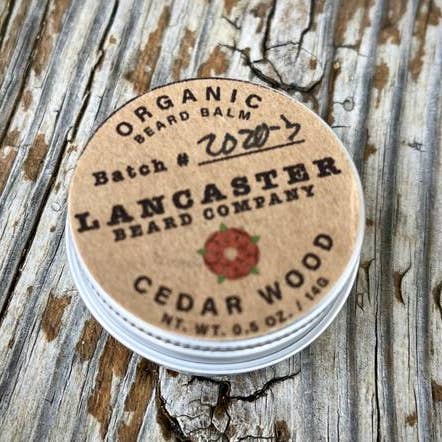 ORGANIC
BEARD BALM
Batch # 2020-3
LANCASTER
BEARD COMPANY
CEDAR WOOD
NT. WT. 0.5 OZ. / 14G